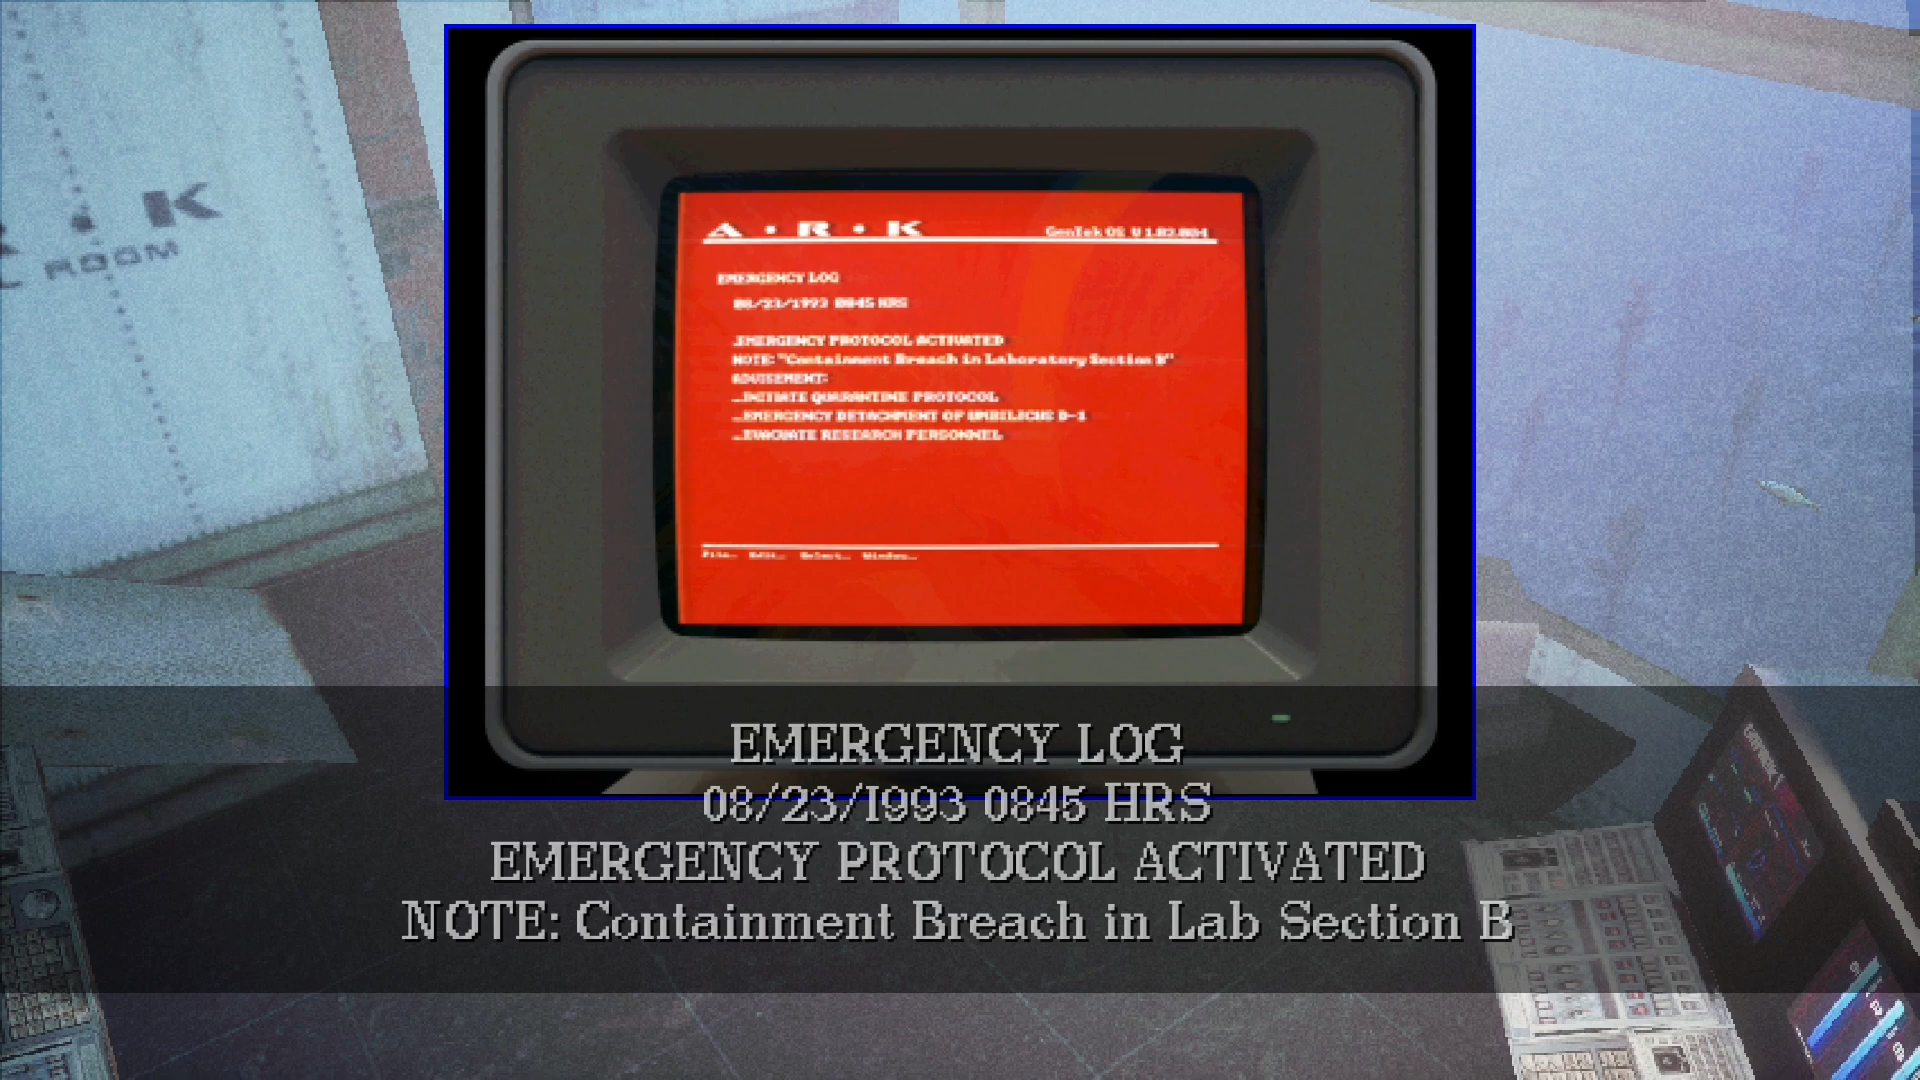 K
ROOM
A · R · K
GenTek OS V 1.02.804
EMERGENCY LOG
08/23/1993 0845 HRS
.EMERGENCY PROTOCOL ACTIVATED
NOTE: "Containment Breach in Laboratory Section B"
ADVISEMENT:
...INITIATE QUARANTINE PROTOCOL
...EMERGENCY DETACHMENT OF UMBILICUS D-1
...EVACUATE RESEARCH PERSONNEL
File... Edit... Select... Window...
EMERGENCY LOG
08/23/1993 0845 HRS
EMERGENCY PROTOCOL ACTIVATED
NOTE: Containment Breach in Lab Section B